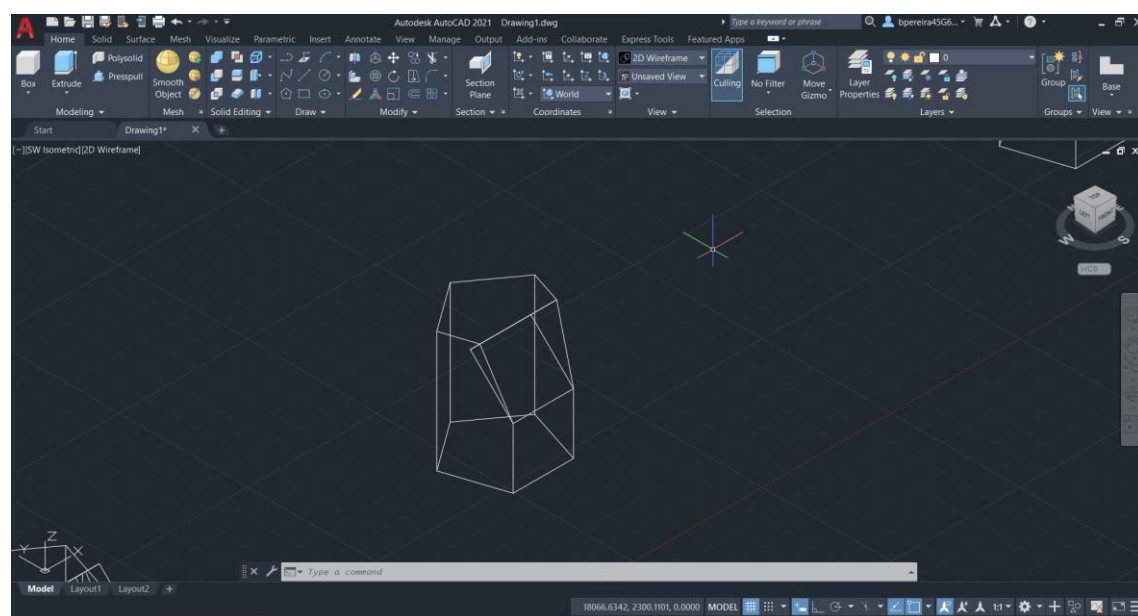 Autodesk AutoCAD 2021 Drawing1.dwg
Type a keyword or phrase
bpereira45G6...
Home Solid Surface Mesh Visualize Parametric Insert Annotate View Manage Output Add-ins Collaborate Express Tools Featured Apps
Polysolid
Presspull
Box
Extrude
Smooth
Object
Section
Plane
World
2D Wireframe
Unsaved View
Culling
No Filter
Move
Gizmo
Layer
Properties
0
Group
Base
Modeling Mesh Solid Editing Draw Modify Section Coordinates View Selection Layers Groups View
Start Drawing1*
[−][SW Isometric][2D Wireframe]
TOP
LEFT
FRONT
W
S
WCS
Z
Y
X
Type a command
Model Layout1 Layout2
18066.6342, 2300.1101, 0.0000 MODEL
1:1